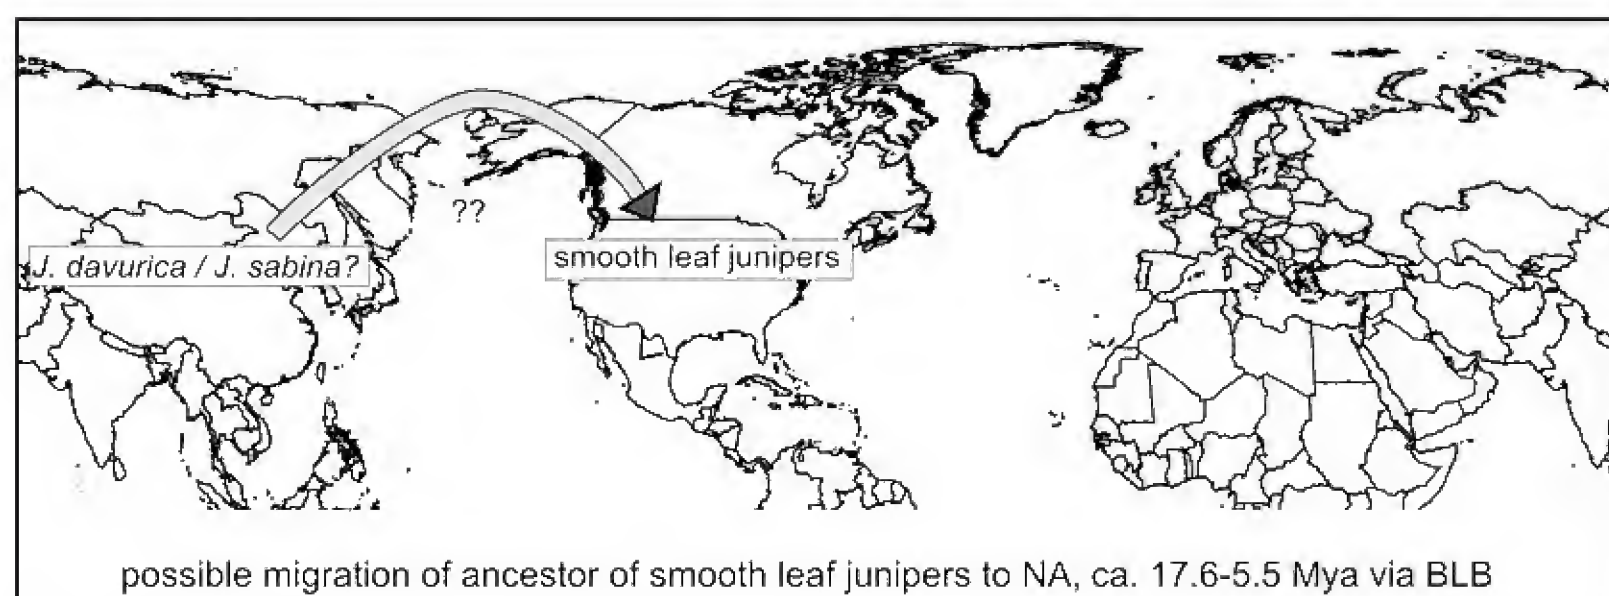 ??
J. davurica / J. sabina?
smooth leaf junipers
possible migration of ancestor of smooth leaf junipers to NA, ca. 17.6-5.5 Mya via BLB